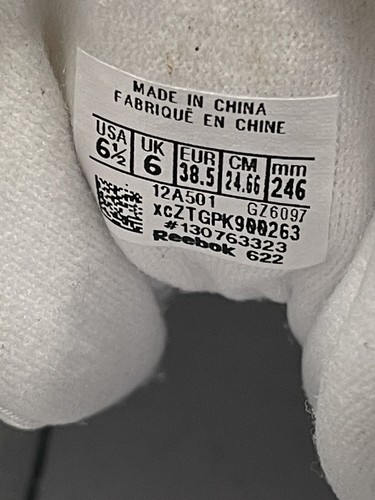 MADE IN CHINA
FABRIQUÉ EN CHINE
USA UK EUR CM mm
6½ 6 38.5 24.66 246
12A501 GZ6097
xcZTGPK900263
#130763323
Reebok 622